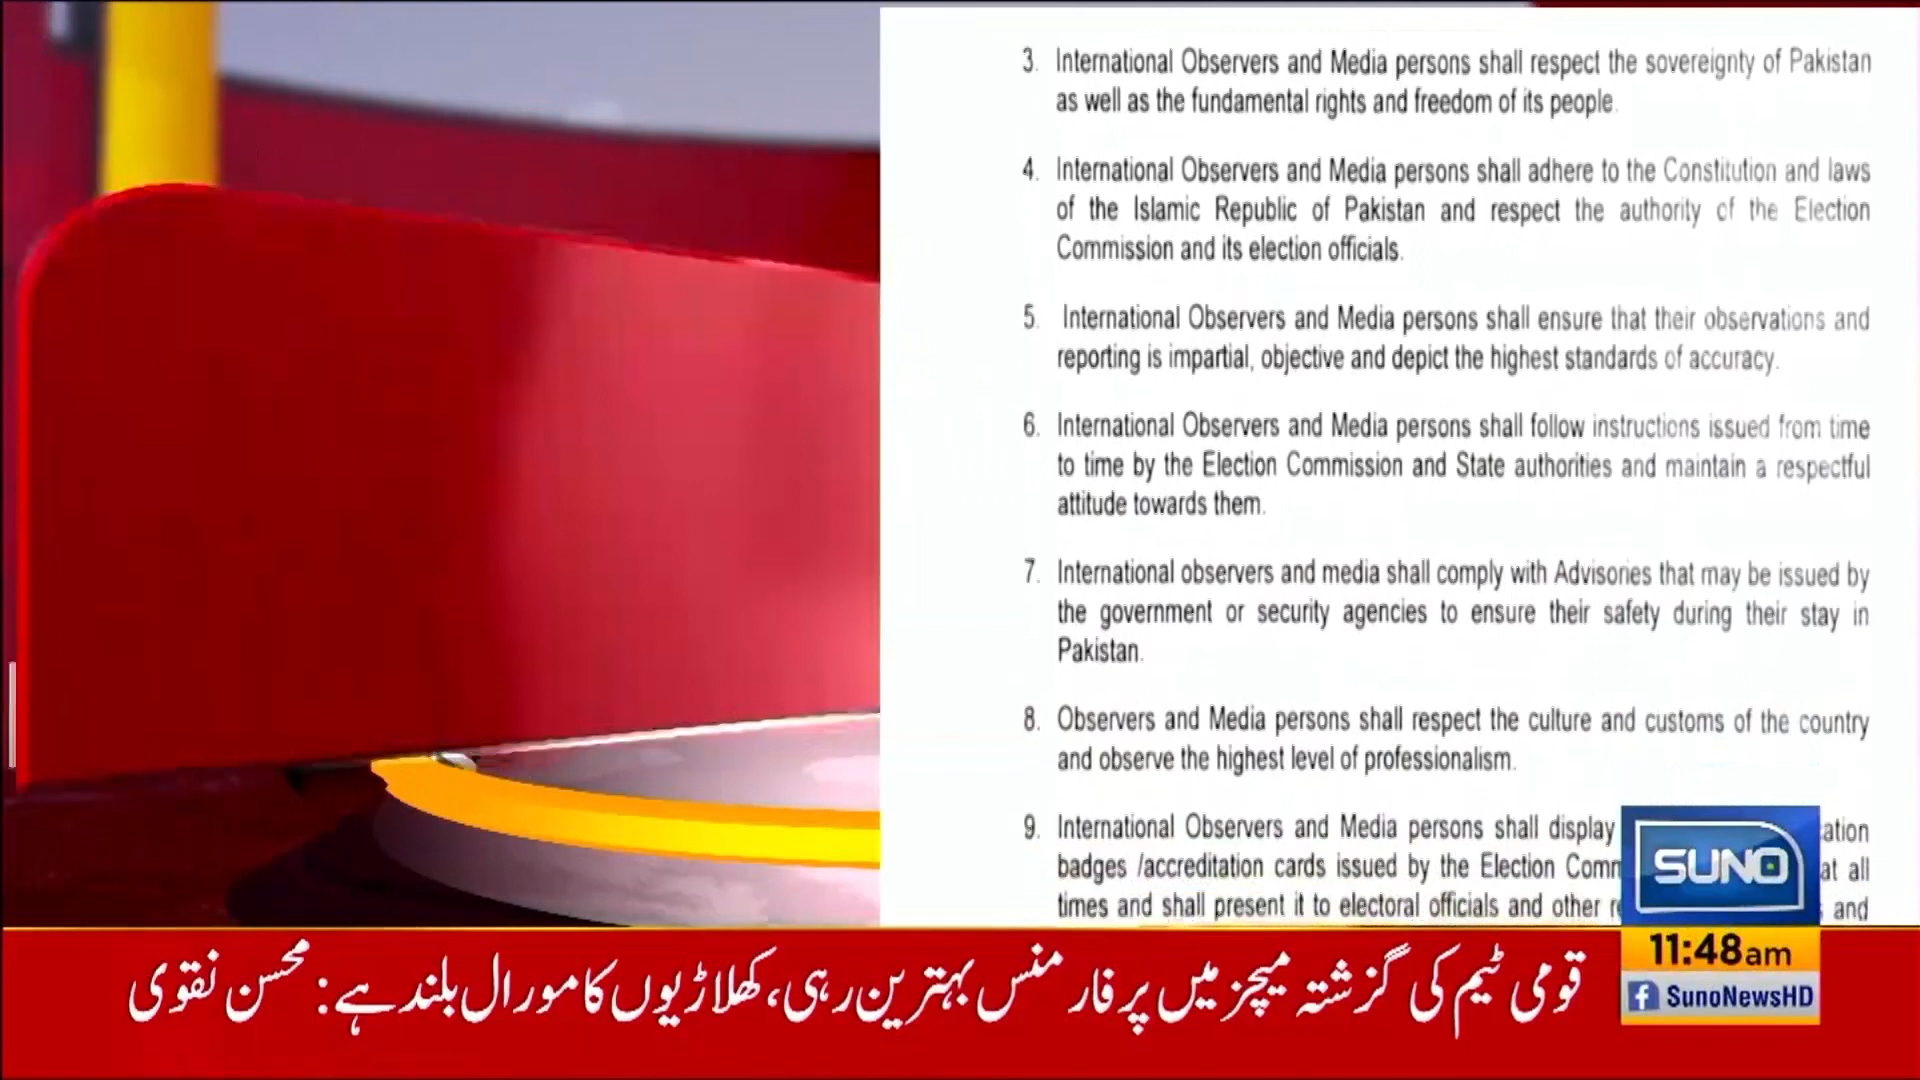 3. International Observers and Media persons shall respect the sovereignty of Pakistan
as well as the fundamental rights and freedom of its people.
4. International Observers and Media persons shall adhere to the Constitution and laws
of the Islamic Republic of Pakistan and respect the authority of the Election
Commission and its election officials.
5. International Observers and Media persons shall ensure that their observations and
reporting is impartial, objective and depict the highest standards of accuracy.
6. International Observers and Media persons shall follow instructions issued from time
to time by the Election Commission and State authorities and maintain a respectful
attitude towards them.
7. International observers and media shall comply with Advisories that may be issued by
the government or security agencies to ensure their safety during their stay in
Pakistan.
8. Observers and Media persons shall respect the culture and customs of the country
and observe the highest level of professionalism.
9. International Observers and Media persons shall display
badges /accreditation cards issued by the Election at all
times and shall present it to electoral officials and other and
SUNO
11:48am
SunoNewsHD
قومی ٹیم کی گزشتہ میچز میں پرفارمنس بہترین رہی، کھلاڑیوں کا مورال بلند ہے: محسن نقوی